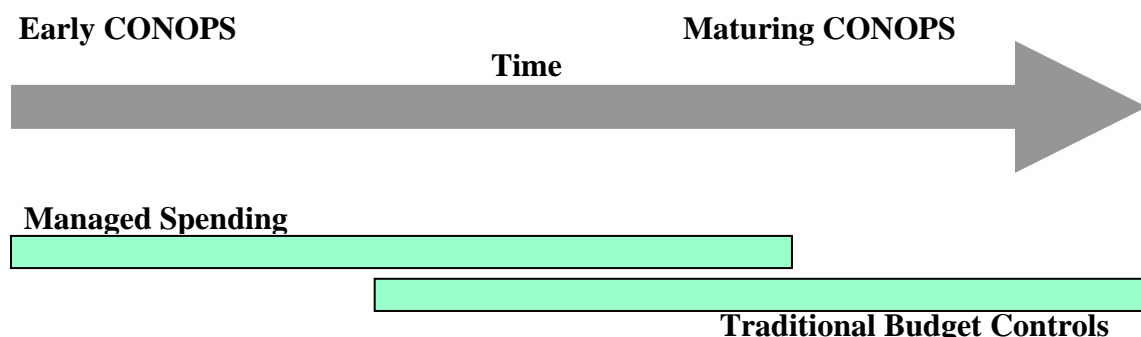 Early CONOPS
Maturing CONOPS
Time
Managed Spending
Traditional Budget Controls